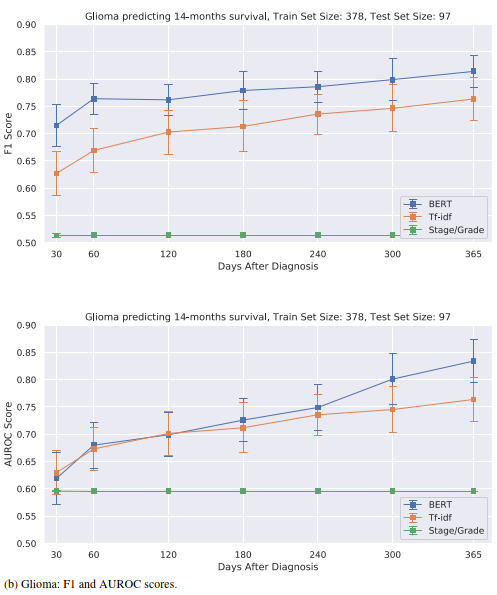 Glioma predicting 14-months survival, Train Set Size: 378, Test Set Size: 97
0.90
0.85
0.80
0.75
0.70
0.65
0.60
0.55
0.50
F1 Score
BERT
Tf-idf
Stage/Grade
30 60 120 180 240 300 365
Days After Diagnosis
Glioma predicting 14-months survival, Train Set Size: 378, Test Set Size: 97
0.90
0.85
0.80
0.75
0.70
0.65
0.60
0.55
0.50
AUROC Score
BERT
Tf-idf
Stage/Grade
30 60 120 180 240 300 365
Days After Diagnosis
(b) Glioma: F1 and AUROC scores.